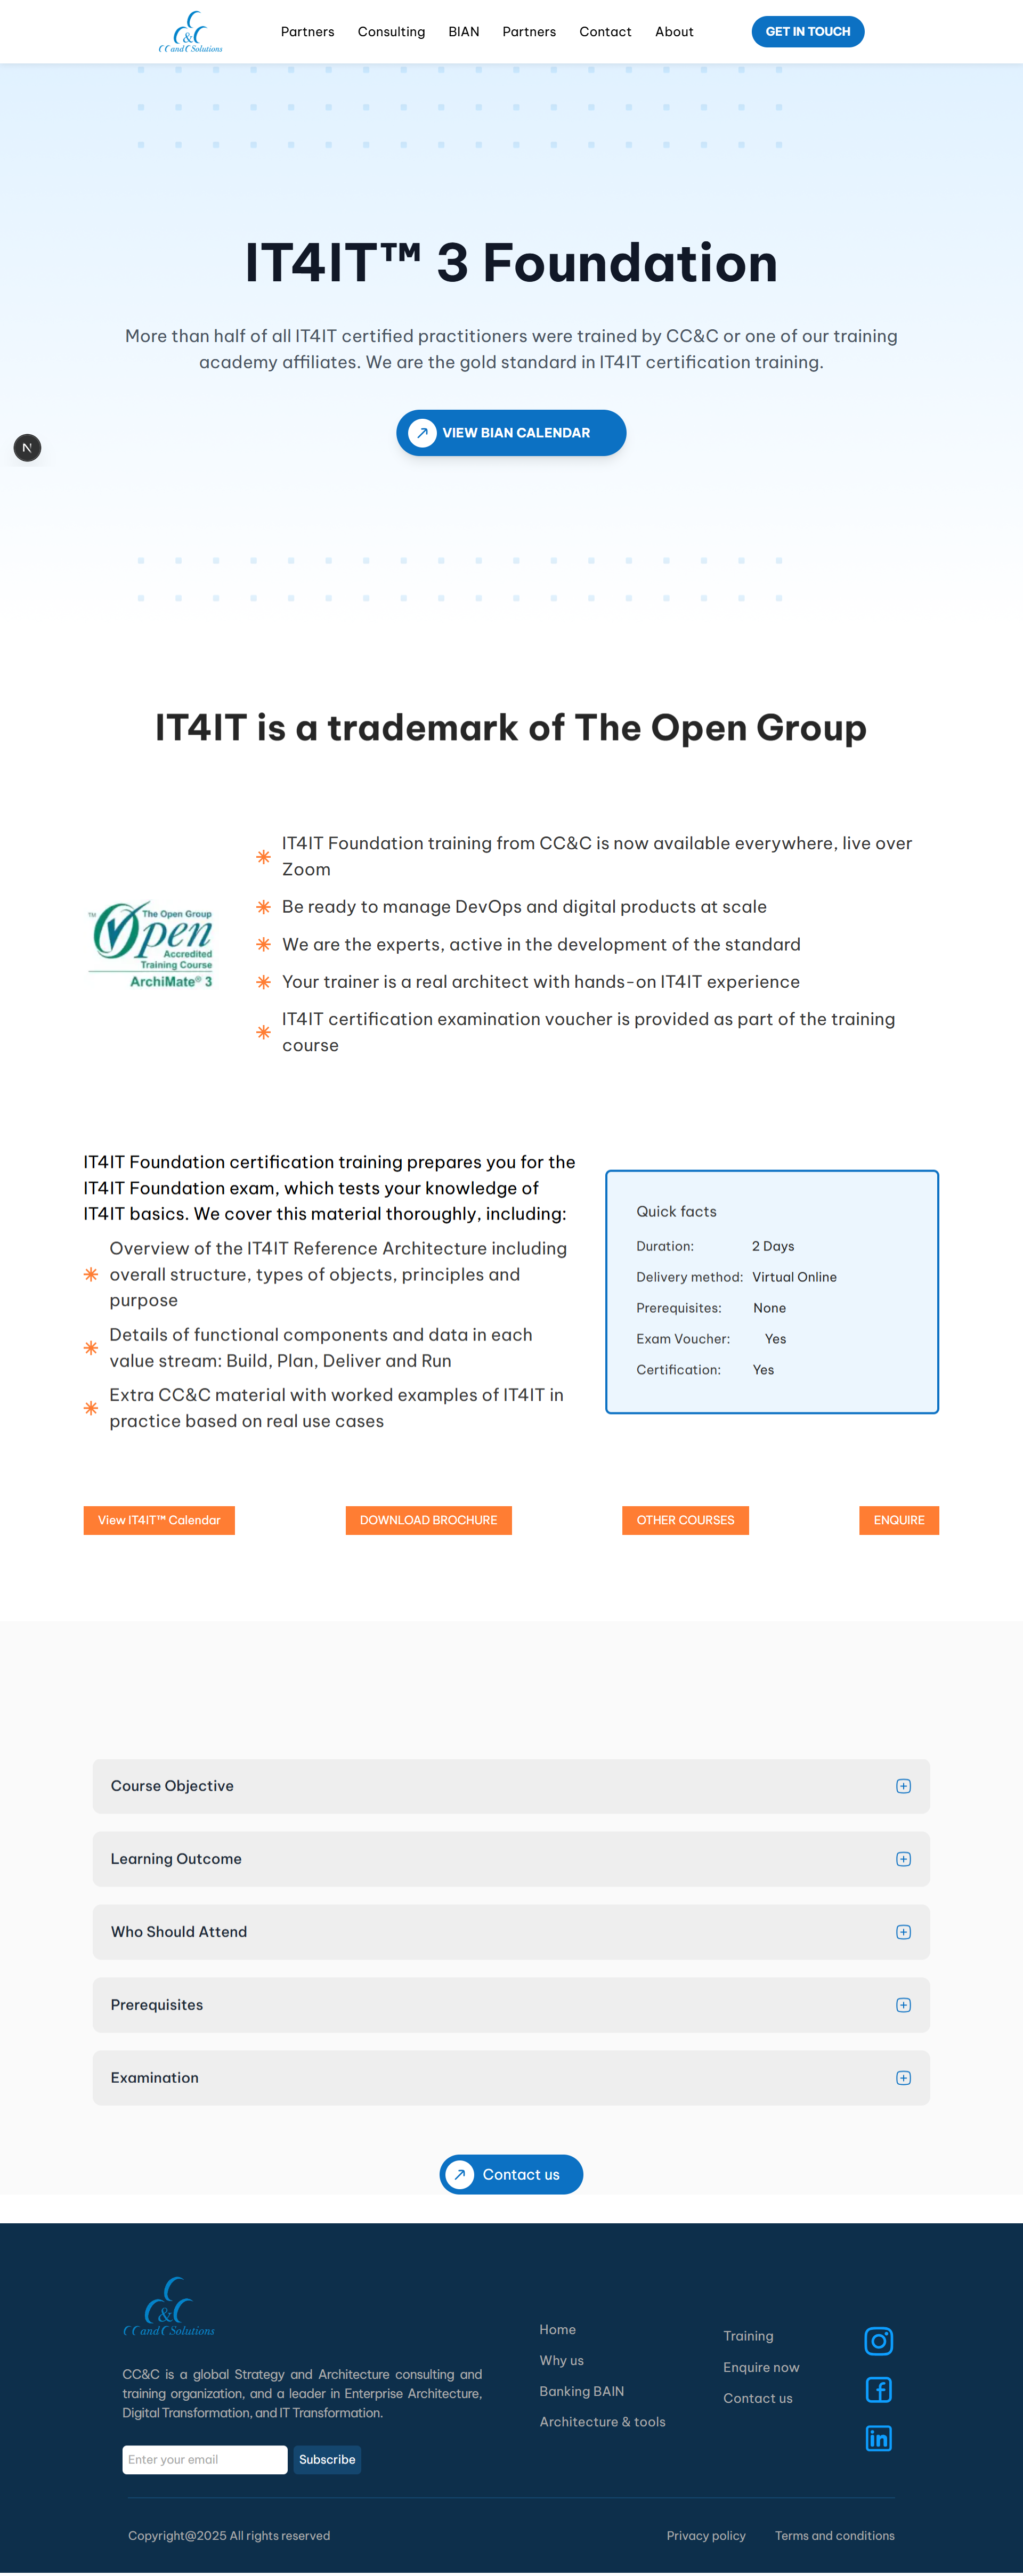 C C and C Solutions
Partners
Consulting
BIAN
Partners
Contact
About
GET IN TOUCH
IT4IT™ 3 Foundation
More than half of all IT4IT certified practitioners were trained by CC&C or one of our training
academy affiliates. We are the gold standard in IT4IT certification training.
VIEW BIAN CALENDAR
N
IT4IT is a trademark of The Open Group
TM The Open Group
Open
Accredited
Training Course
ArchiMate® 3
IT4IT Foundation training from CC&C is now available everywhere, live over
Zoom
Be ready to manage DevOps and digital products at scale
We are the experts, active in the development of the standard
Your trainer is a real architect with hands-on IT4IT experience
IT4IT certification examination voucher is provided as part of the training
course
IT4IT Foundation certification training prepares you for the
IT4IT Foundation exam, which tests your knowledge of
IT4IT basics. We cover this material thoroughly, including:
Overview of the IT4IT Reference Architecture including
overall structure, types of objects, principles and
purpose
Details of functional components and data in each
value stream: Build, Plan, Deliver and Run
Extra CC&C material with worked examples of IT4IT in
practice based on real use cases
Quick facts
Duration: 2 Days
Delivery method: Virtual Online
Prerequisites: None
Exam Voucher: Yes
Certification: Yes
View IT4IT™ Calendar
DOWNLOAD BROCHURE
OTHER COURSES
ENQUIRE
Course Objective
Learning Outcome
Who Should Attend
Prerequisites
Examination
Contact us
C C and C Solutions
CC&C is a global Strategy and Architecture consulting and
training organization, and a leader in Enterprise Architecture,
Digital Transformation, and IT Transformation.
Enter your email
Subscribe
Home
Why us
Banking BAIN
Architecture & tools
Training
Enquire now
Contact us
Copyright@2025 All rights reserved
Privacy policy
Terms and conditions